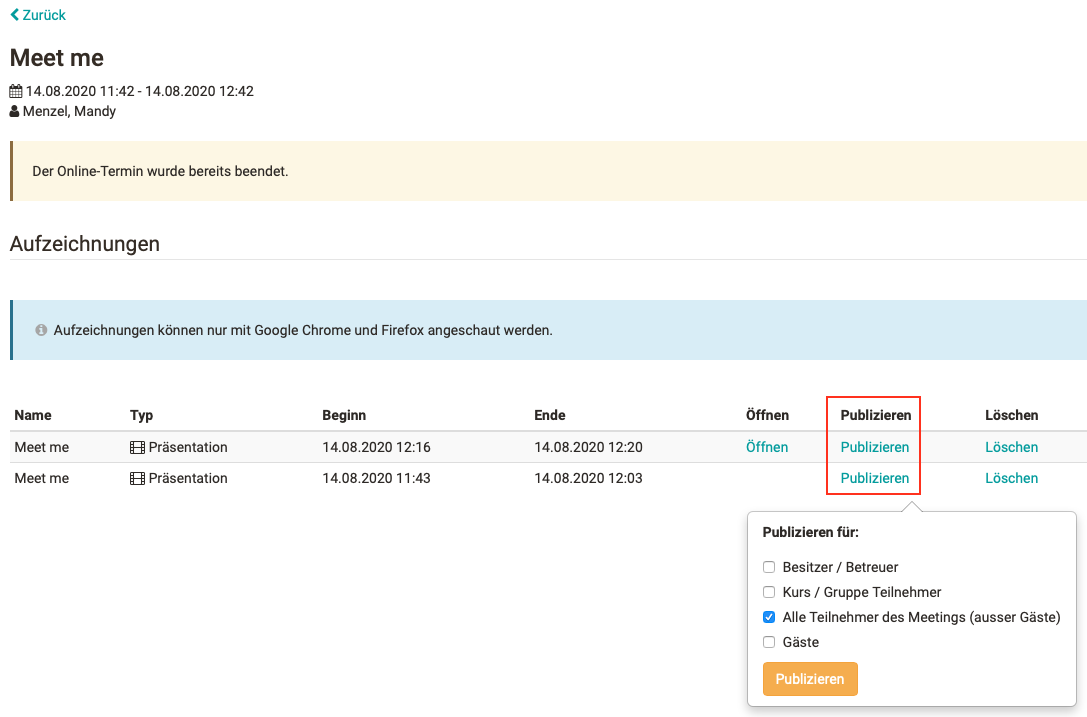 Zurück
Meet me
14.08.2020 11:42 - 14.08.2020 12:42
Menzel, Mandy
Der Online-Termin wurde bereits beendet.
Aufzeichnungen
Aufzeichnungen können nur mit Google Chrome und Firefox angeschaut werden.
Name Typ Beginn Ende Öffnen Publizieren Löschen
Meet me Präsentation 14.08.2020 12:16 14.08.2020 12:20 Öffnen Publizieren Löschen
Meet me Präsentation 14.08.2020 11:43 14.08.2020 12:03 Publizieren Löschen
Publizieren für:
Besitzer / Betreuer
Kurs / Gruppe Teilnehmer
Alle Teilnehmer des Meetings (ausser Gäste)
Gäste
Publizieren